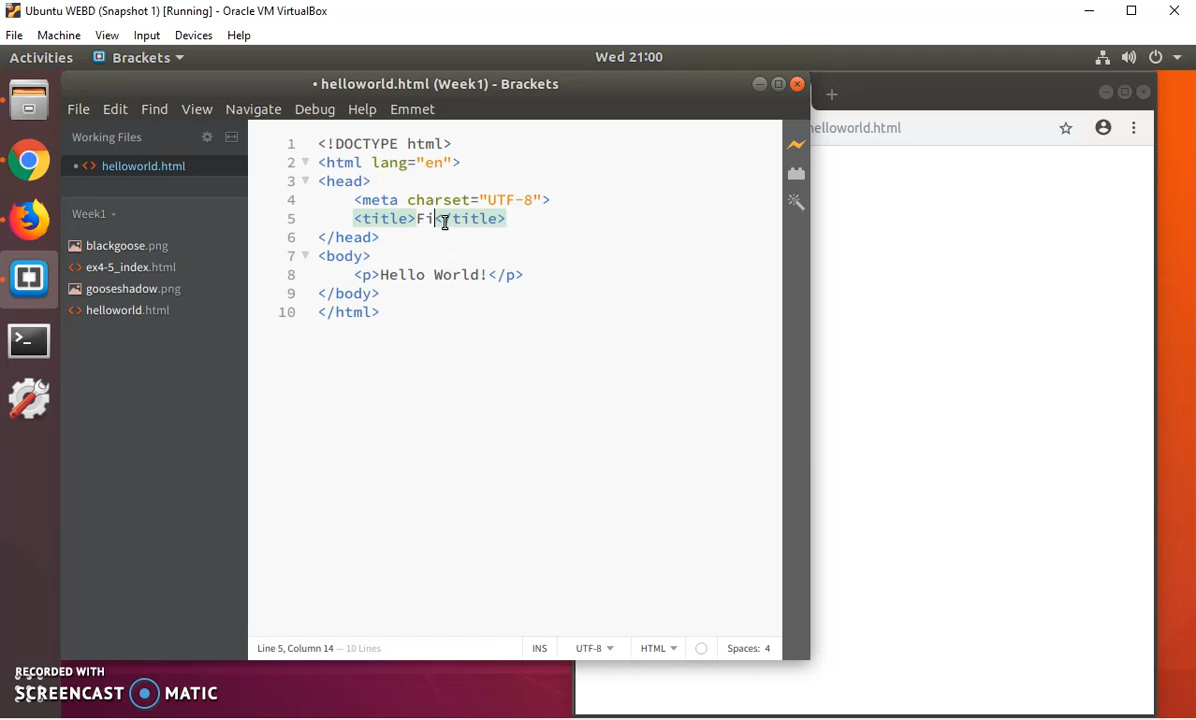 Ubuntu WEBD (Snapshot 1) [Running] - Oracle VM VirtualBox
File Machine View Input Devices Help
Activities Brackets Wed 21:00
• helloworld.html (Week1) - Brackets
File Edit Find View Navigate Debug Help Emmet
elloworld.html
Working Files
• <> helloworld.html
Week1
blackgoose.png
<> ex4-5_index.html
gooseshadow.png
<> helloworld.html
1 <!DOCTYPE html>
2 <html lang="en">
3 <head>
4 <meta charset="UTF-8">
5 <title>Fi</title>
6 </head>
7 <body>
8 <p>Hello World!</p>
9 </body>
10 </html>
Line 5, Column 14 — 10 Lines INS UTF-8 HTML Spaces: 4
RECORDED WITH
SCREENCAST MATIC